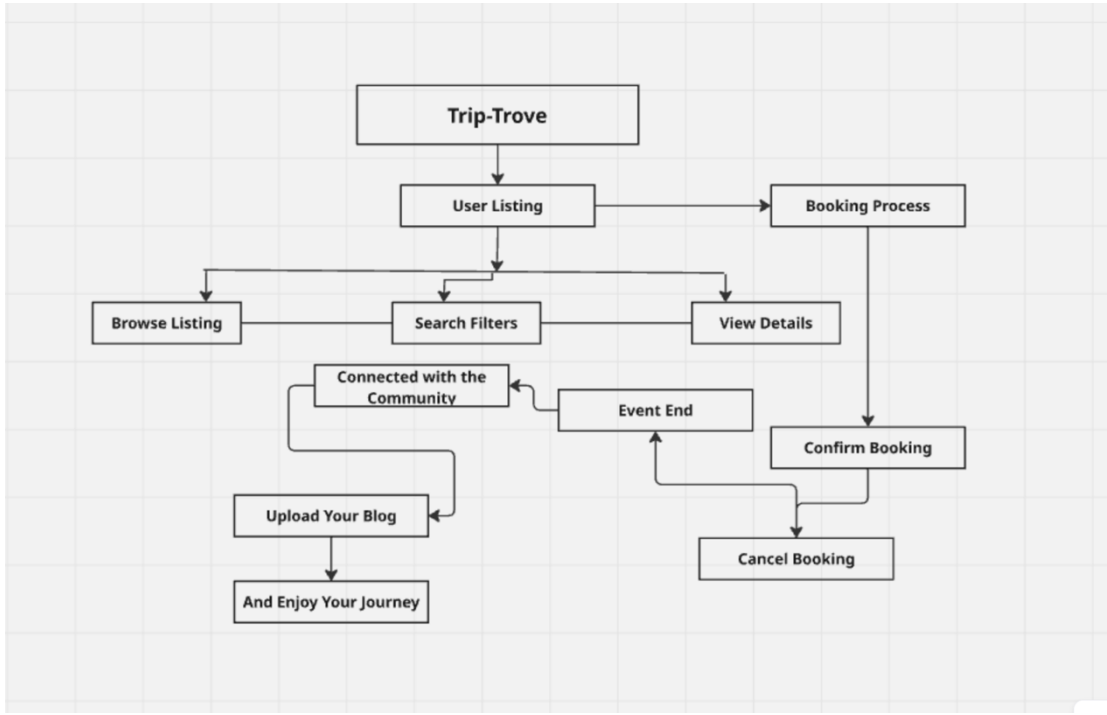 Trip-Trove
User Listing
Booking Process
Browse Listing
Search Filters
View Details
Connected with the
Community
Event End
Confirm Booking
Upload Your Blog
Cancel Booking
And Enjoy Your Journey